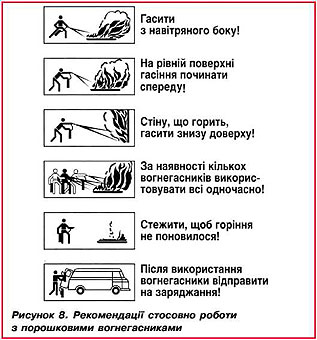 Гасити
з навітряного боку!
На рівній поверхні
гасіння починати
спереду!
Стіну, що горить,
гасити знизу доверху!
За наявності кількох
вогнегасників викорис-
товувати всі одночасно!
Стежити, щоб горіння
не поновилося!
Після використання
вогнегасники відправити
на заряджання!
Рисунок 8. Рекомендації стосовно роботи
з порошковими вогнегасниками